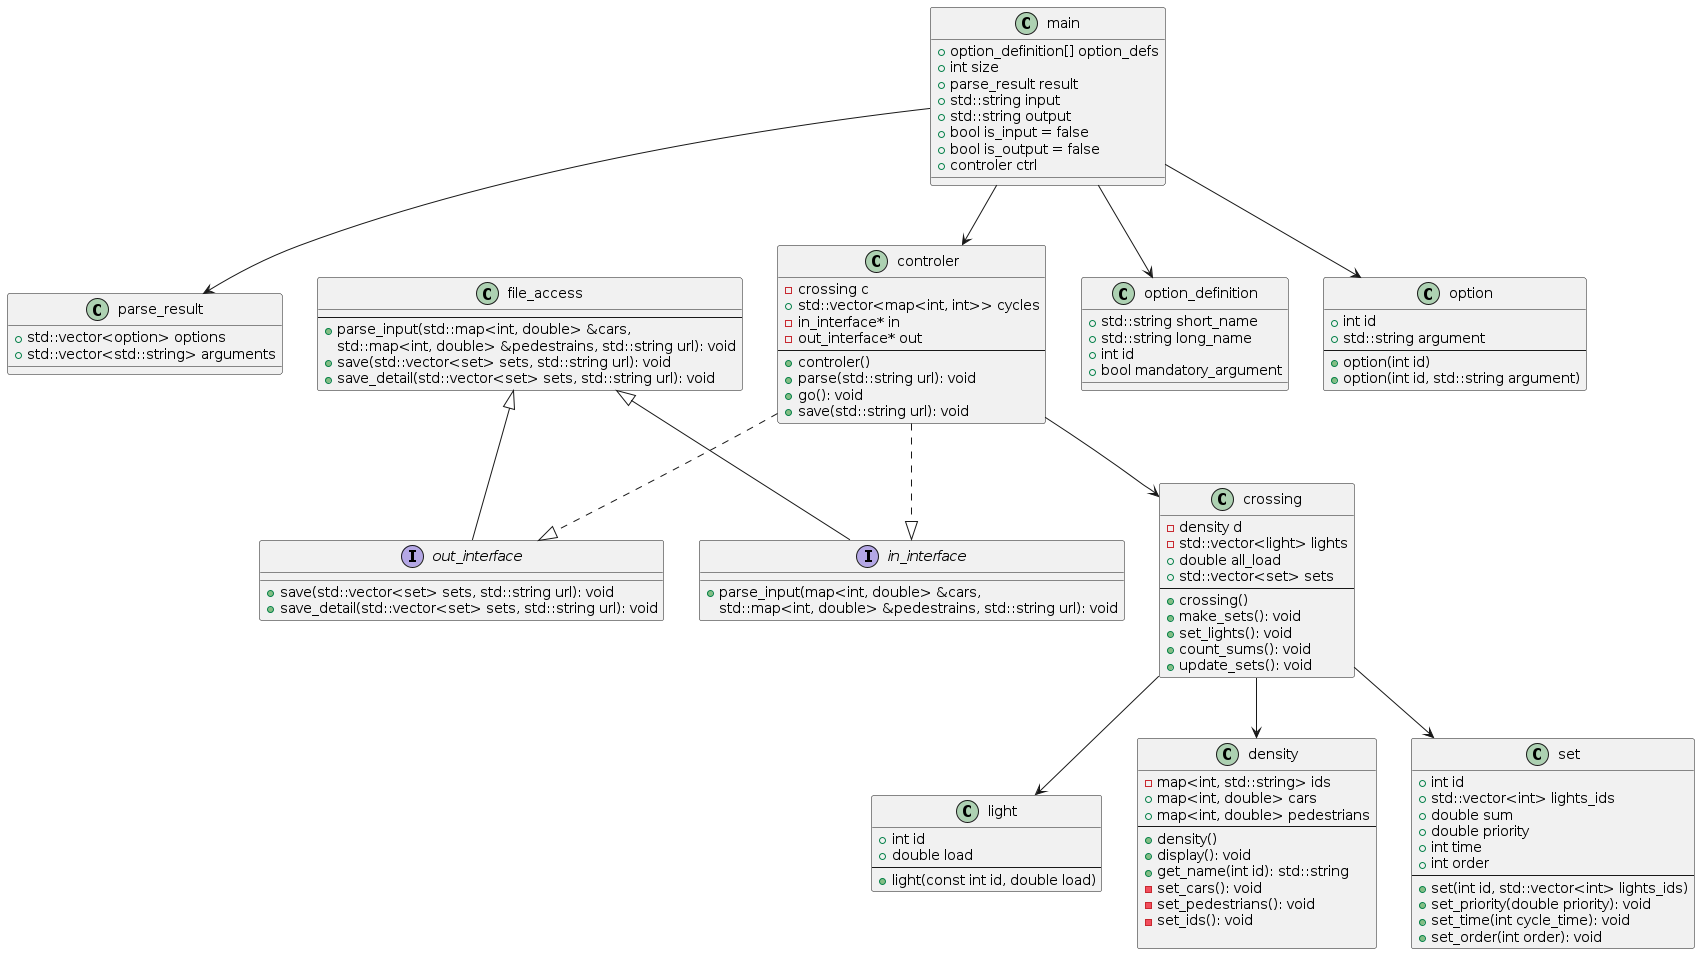 main
option_definition[] option_defs
int size
parse_result result
std::string input
std::string output
bool is_input = false
bool is_output = false
controler ctrl
parse_result
std::vector<option> options
std::vector<std::string> arguments
file_access
parse_input(std::map<int, double> &cars,
std::map<int, double> &pedestrains, std::string url): void
save(std::vector<set> sets, std::string url): void
save_detail(std::vector<set> sets, std::string url): void
controler
crossing c
std::vector<map<int, int>> cycles
in_interface* in
out_interface* out
controler()
parse(std::string url): void
go(): void
save(std::string url): void
option_definition
std::string short_name
std::string long_name
int id
bool mandatory_argument
option
int id
std::string argument
option(int id)
option(int id, std::string argument)
out_interface
save(std::vector<set> sets, std::string url): void
save_detail(std::vector<set> sets, std::string url): void
in_interface
parse_input(map<int, double> &cars,
std::map<int, double> &pedestrains, std::string url): void
crossing
density d
std::vector<light> lights
double all_load
std::vector<set> sets
crossing()
make_sets(): void
set_lights(): void
count_sums(): void
update_sets(): void
light
int id
double load
light(const int id, double load)
density
map<int, std::string> ids
map<int, double> cars
map<int, double> pedestrians
density()
display(): void
get_name(int id): std::string
set_cars(): void
set_pedestrians(): void
set_ids(): void
set
int id
std::vector<int> lights_ids
double sum
double priority
int time
int order
set(int id, std::vector<int> lights_ids)
set_priority(double priority): void
set_time(int cycle_time): void
set_order(int order): void